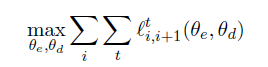 max_{θ_e,θ_d} ∑_i ∑_t ℓ^t_{i,i+1}(θ_e, θ_d)